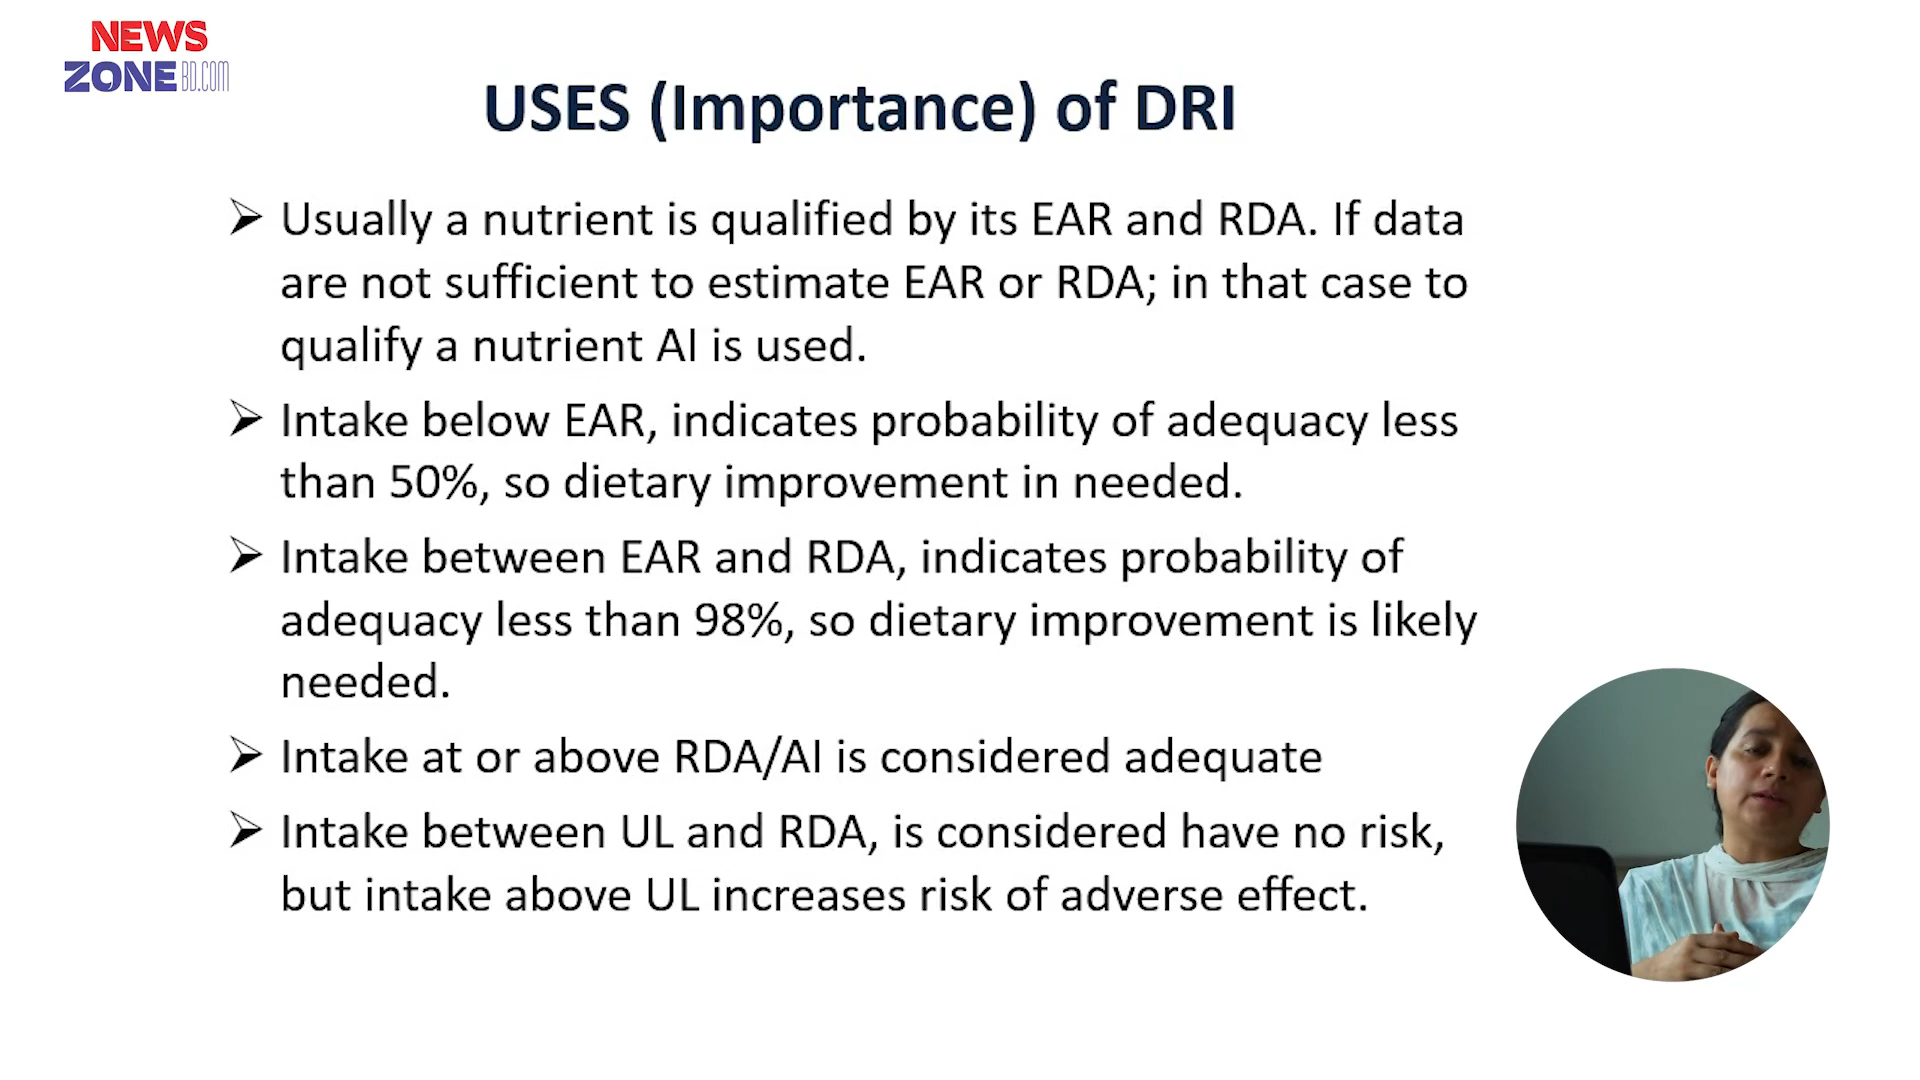 NEWS
ZONE BD.COM
USES (Importance) of DRI
Usually a nutrient is qualified by its EAR and RDA. If data
are not sufficient to estimate EAR or RDA; in that case to
qualify a nutrient AI is used.
Intake below EAR, indicates probability of adequacy less
than 50%, so dietary improvement in needed.
Intake between EAR and RDA, indicates probability of
adequacy less than 98%, so dietary improvement is likely
needed.
Intake at or above RDA/AI is considered adequate
Intake between UL and RDA, is considered have no risk,
but intake above UL increases risk of adverse effect.